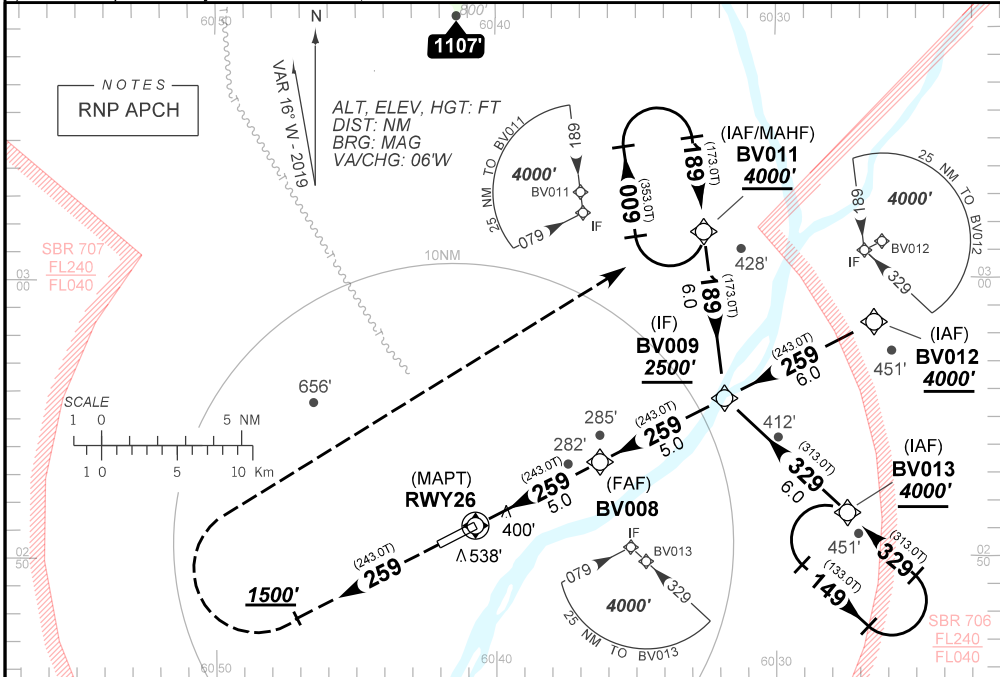 60 50
60 40
60 30
800'
1107'
N
NOTES
RNP APCH
VAR 16° W - 2019
ALT, ELEV, HGT: FT
DIST: NM
BRG: MAG
VA/CHG: 06'W
25 NM TO BV011
4000'
189
BV011
079
IF
(IAF/MAHF)
BV011
4000'
189
(173.0T)
009
(353.0T)
25 NM TO BV012
4000'
189
BV012
IF
329
SBR 707
FL240
FL040
03
00
10NM
428'
03
00
189
(173.0T)
6.0
(IF)
BV009
2500'
(IAF)
BV012
4000'
451'
(243.0T)
259
6.0
656'
SCALE
1 0 5 NM
1 0 5 10 Km
285'
282'
(243.0T)
259
5.0
412'
(313.0T)
329
6.0
(IAF)
BV013
4000'
(MAPT)
RWY26
(243.0T)
259
5.0
(FAF)
BV008
400'
538'
451'
(313.0T)
329
(133.0T)
149
02
50
02
50
(243.0T)
259
1500'
IF
BV013
079
329
4000'
25 NM TO BV013
SBR 706
FL240
FL040
60 50
60 40
60 30